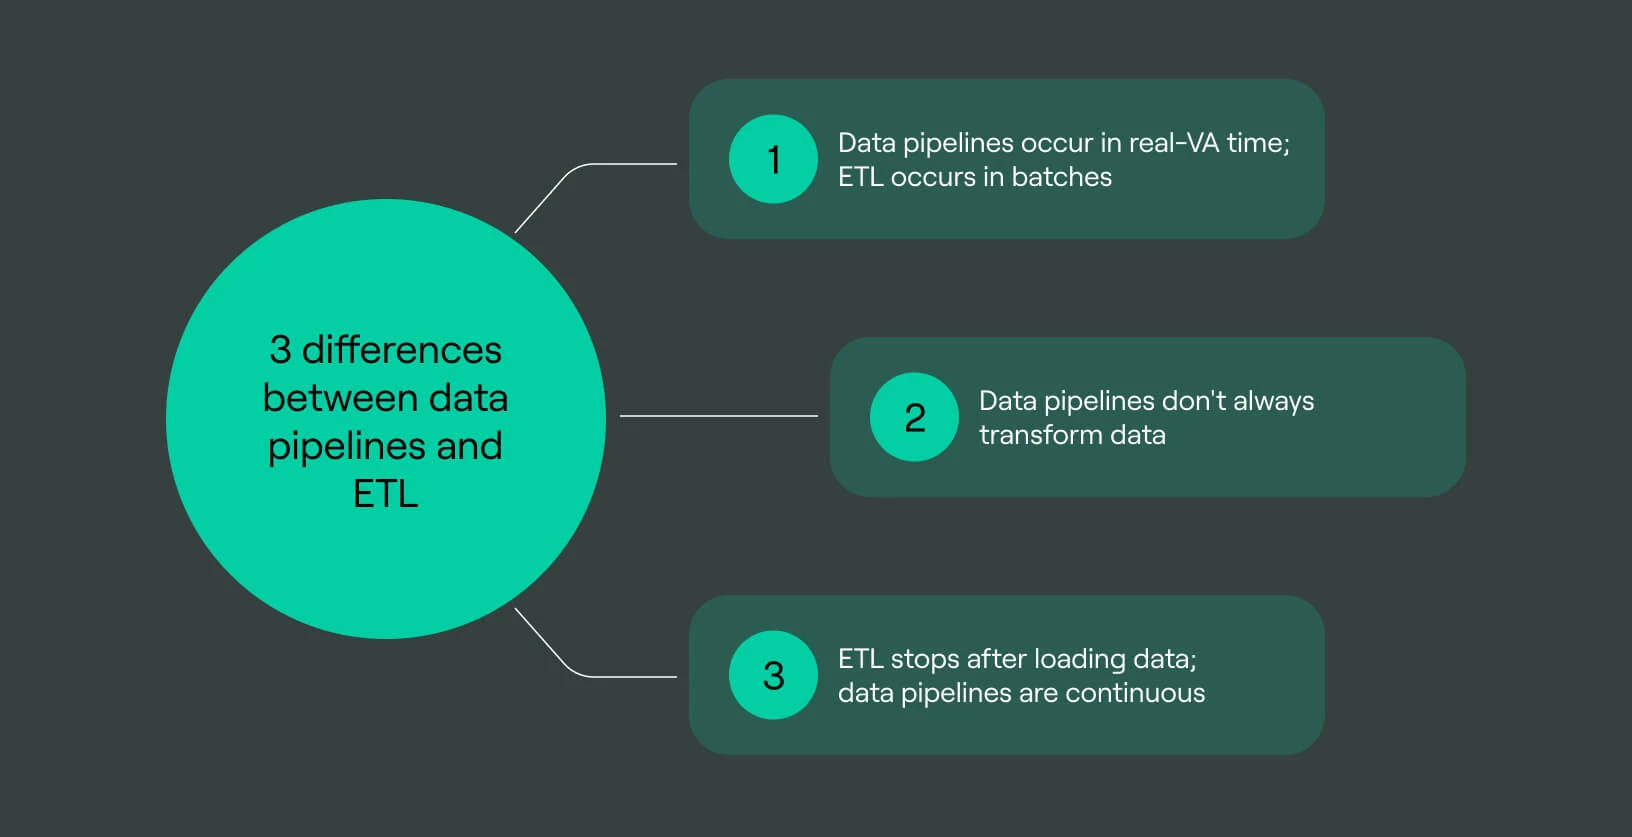 3 differences
between data
pipelines and
ETL
1
Data pipelines occur in real-VA time;
ETL occurs in batches
2
Data pipelines don't always
transform data
3
ETL stops after loading data;
data pipelines are continuous